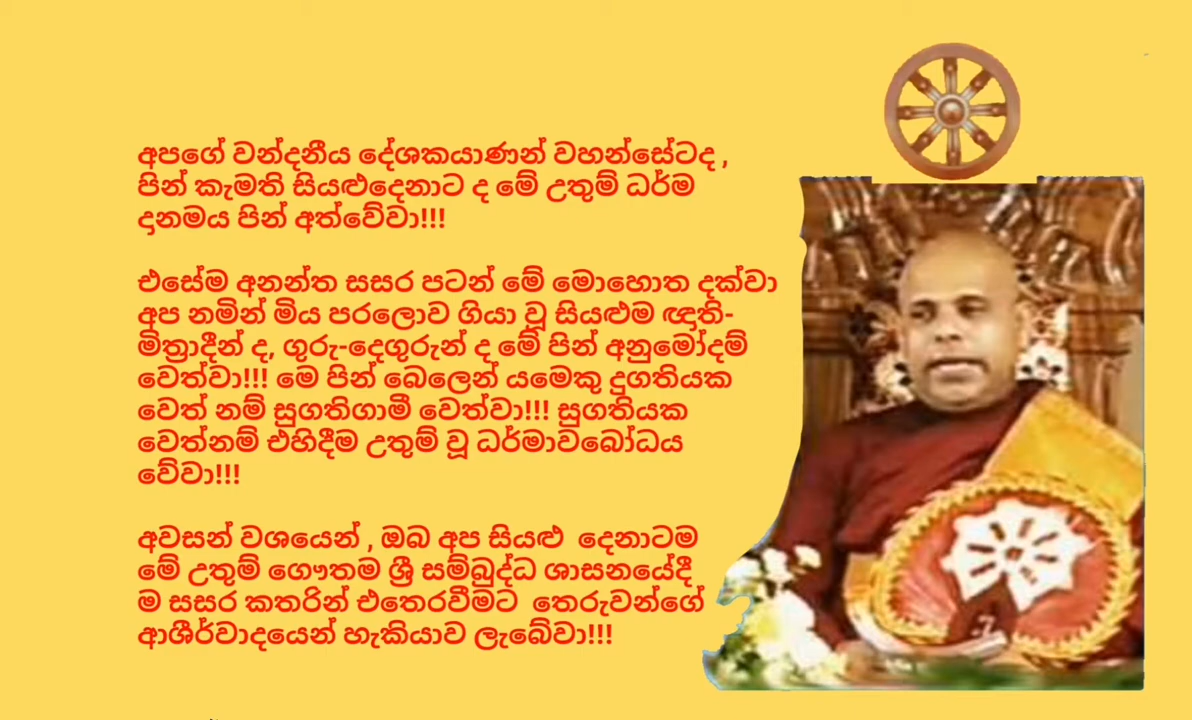 අපගේ වන්දනීය දේශකයාණන් වහන්සේටද ,
පින් කැමති සියළුදෙනාට ද මේ උතුම් ධර්ම
දානමය පින් අත්වේවා!!!
එසේම අනන්ත සසර පටන් මේ මොහොත දක්වා
අප නමින් මිය පරලොව ගියා වූ සියළුම ඥාති-
මිත්‍රාදීන් ද, ගුරු-දෙගුරුන් ද මේ පින් අනුමෝදම්
වෙත්වා!!! මෙ පින් බෙලෙන් යමෙකු දුගතියක
වෙත් නම් සුගතිගාමී වෙත්වා!!! සුගතියක
වෙත්නම් එහිදීම උතුම් වූ ධර්මාවබෝධය
වේවා!!!
අවසන් වශයෙන් , ඔබ අප සියළු දෙනාටම
මේ උතුම් ගෞතම ශ්‍රී සම්බුද්ධ ශාසනයේදී
ම සසර කතරින් එතෙරවීමට තෙරුවන්ගේ
ආශීර්වාදයෙන් හැකියාව ලැබේවා!!!